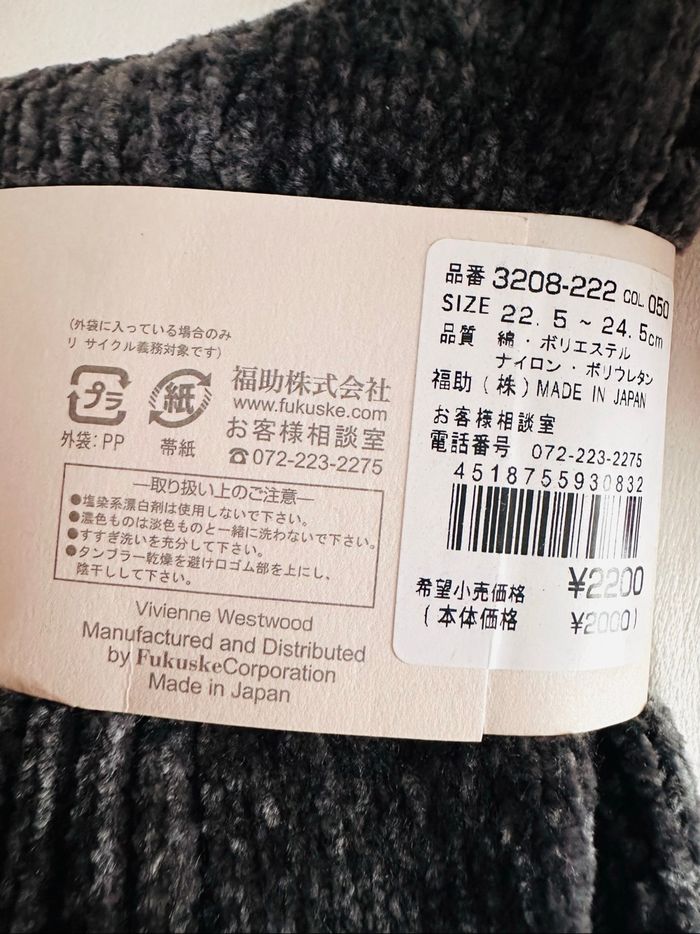 (外袋に入っている場合のみ
リ サイクル義務対象です)
プラ
紙
外袋: PP
帯紙
福助株式会社
www.fukuske.com
お客様相談室
☎072-223-2275
―取り扱い上のご注意―
●塩染系漂白剤は使用しないで下さい。
●濃色ものは淡色ものと一緒に洗わないで下さい。
●すすぎ洗いを充分して下さい。
●タンブラー乾燥を避け口ゴム部を上にし、
陰干しして下さい。
Vivienne Westwood
Manufactured and Distributed
by FukuskeCorporation
Made in Japan
品番 3208-222 COL 050
SIZE 22. 5 ~ 24. 5cm
品質 綿・ポリエステル
ナイロン・ポリウレタン
福助(株) MADE IN JAPAN
お客様相談室
電話番号 072-223-2275
4518755930832
希望小売価格 ¥2200
(本体価格 ¥2000)